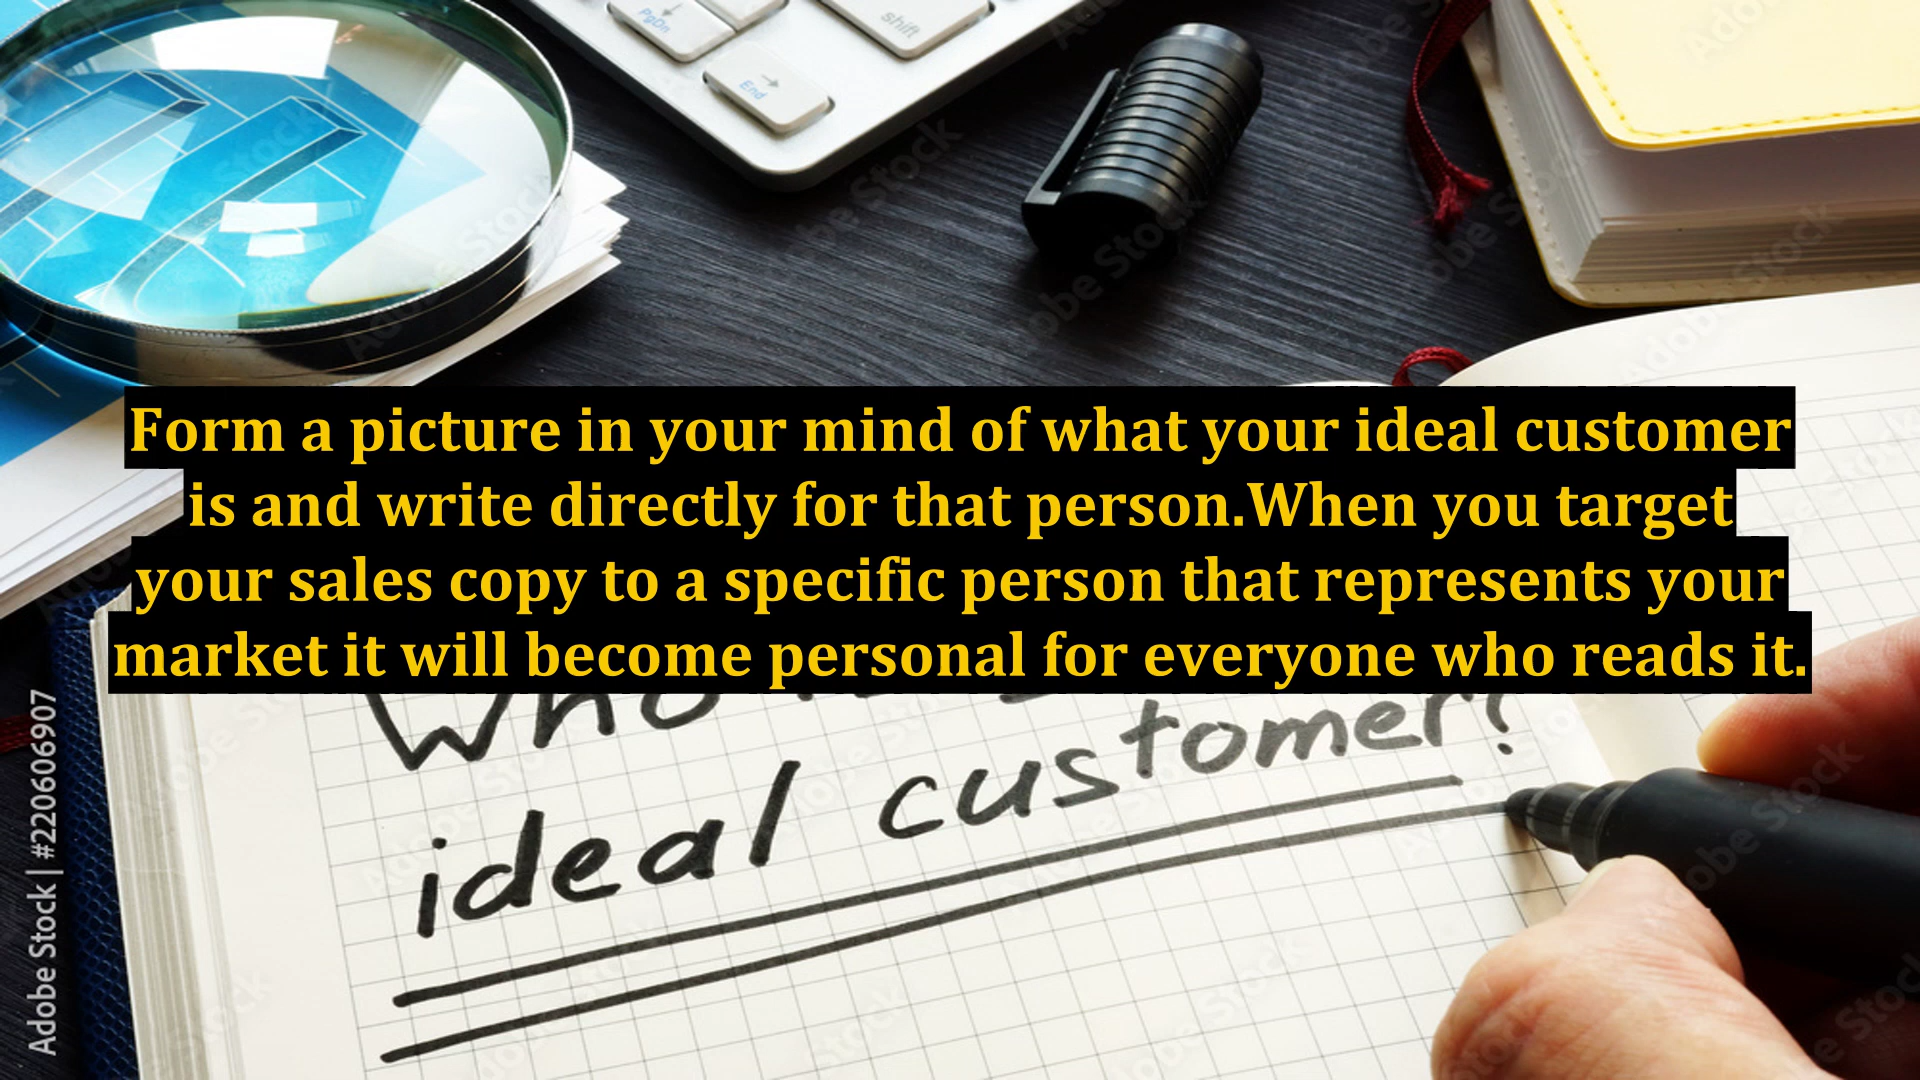 PgDn
shift
End
Form a picture in your mind of what your ideal customer
is and write directly for that person.When you target
your sales copy to a specific person that represents your
market it will become personal for everyone who reads it.
Who
ideal customer?
Adobe Stock | #220606907